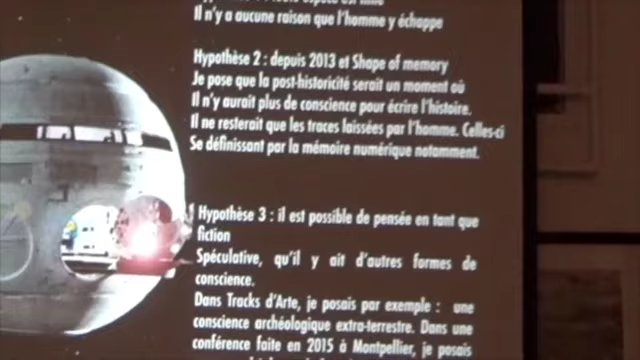 Il n'y a aucune raison que l'homme y échappe
Hypothèse 2 : depuis 2013 et Shape of memory
Je pose que la post-historicité serait un moment où
Il n'y aurait plus de conscience pour écrire l'histoire.
Il ne resterait que les traces laissées par l'homme. Celles-ci
Se définissant par la mémoire numérique notamment.
Hypothèse 3 : il est possible de pensée en tant que
fiction
Spéculative, qu'il y ait d'autres formes de
conscience.
Dans Tracks d'Arte, je posais par exemple : une
conscience archéologique extra-terrestre. Dans une
conférence faite en 2015 à Montpellier, je posais